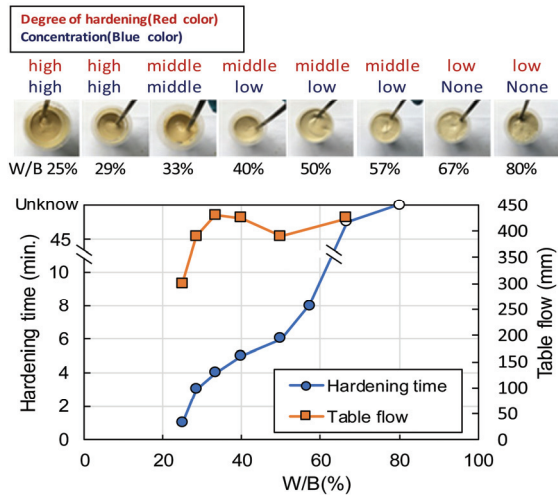 Degree of hardening(Red color)
Concentration(Blue color)
high high middle middle middle middle low low
high high middle low low low None None
W/B 25% 29% 33% 40% 50% 57% 67% 80%
Unknow
45
10
8
6
4
2
0
Hardening time (min.)
450
400
350
300
250
200
150
100
50
0
Table flow (mm)
Hardening time
Table flow
0 20 40 60 80 100
W/B(%)